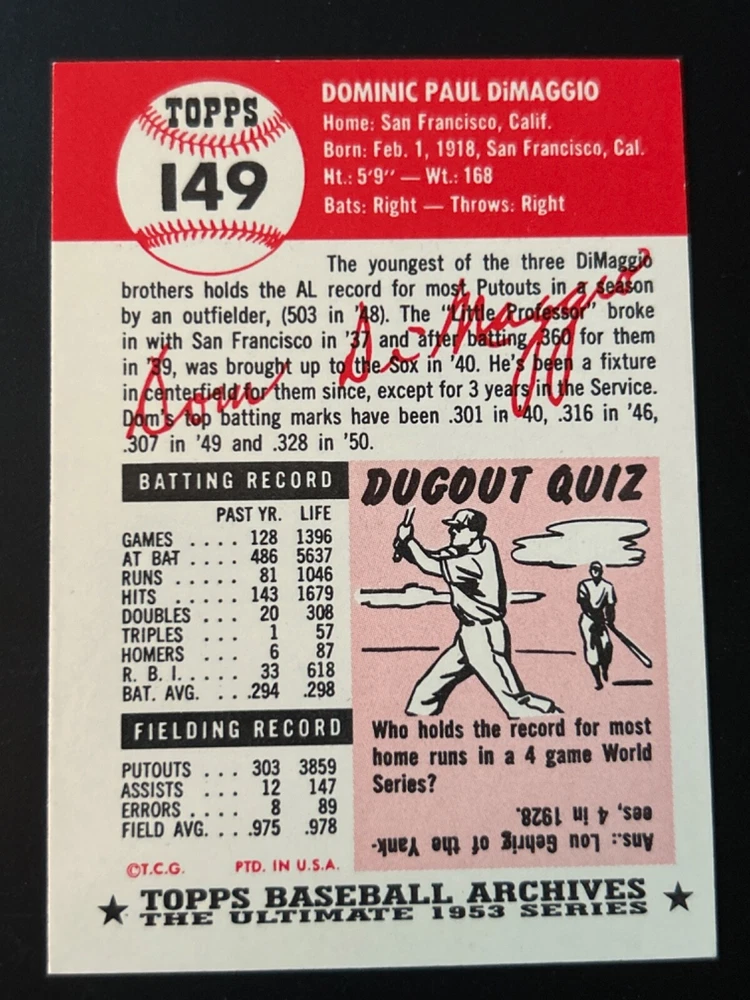 TOPPS
149
DOMINIC PAUL DiMAGGIO
Home: San Francisco, Calif.
Born: Feb. 1, 1918, San Francisco, Cal.
Ht.: 5'9" — Wt.: 168
Bats: Right — Throws: Right
The youngest of the three DiMaggio
brothers holds the AL record for most Putouts in a season
by an outfielder, (503 in '48). The "Little Professor" broke
in with San Francisco in '37 and after batting .360 for them
in '39, was brought up to the Sox in '40. He's been a fixture
in centerfield for them since, except for 3 years in the Service.
Dom's top batting marks have been .301 in '40, .316 in '46,
.307 in '49 and .328 in '50.
Dom Di Maggio
BATTING RECORD
PAST YR. LIFE
GAMES .... 128 1396
AT BAT .... 486 5637
RUNS ..... 81 1046
HITS ..... 143 1679
DOUBLES ... 20 308
TRIPLES ... 1 57
HOMERS ... 6 87
R. B. I. .... 33 618
BAT. AVG. ... .294 .298
FIELDING RECORD
PUTOUTS ... 303 3859
ASSISTS ... 12 147
ERRORS .... 8 89
FIELD AVG. ... .975 .978
©T.C.G. PTD. IN U.S.A.
DUGOUT QUIZ
Who holds the record for most
home runs in a 4 game World
Series?
Ans.: Lou Gehrig of the Yank-
ees, 4 in 1928.
★ TOPPS BASEBALL ARCHIVES ★
THE ULTIMATE 1953 SERIES